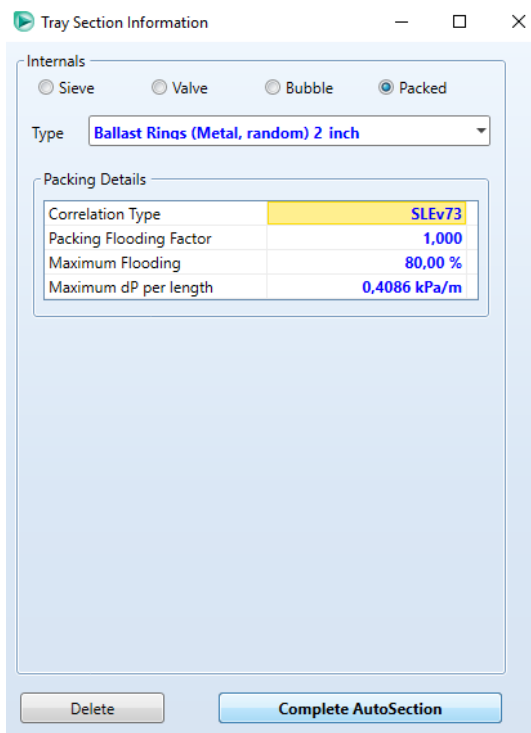 Tray Section Information
Internals
Sieve Valve Bubble Packed
Type Ballast Rings (Metal, random) 2 inch
Packing Details
Correlation Type SLEv73
Packing Flooding Factor 1,000
Maximum Flooding 80,00 %
Maximum dP per length 0,4086 kPa/m
Delete Complete AutoSection